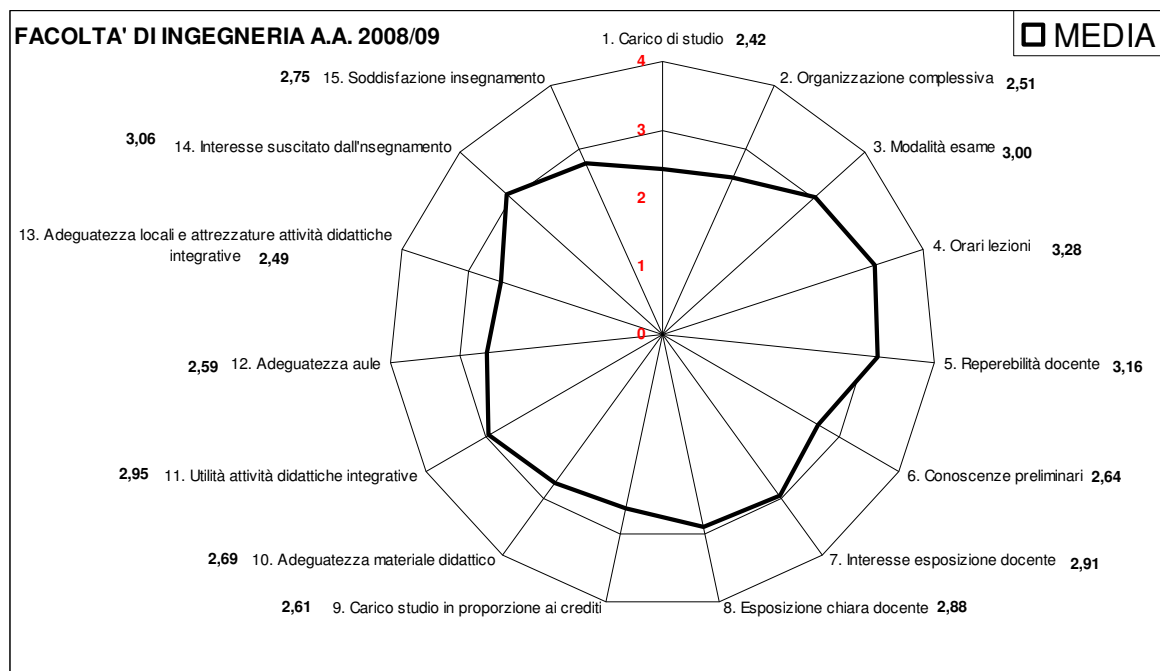 FACOLTA' DI INGEGNERIA A.A. 2008/09
MEDIA
1. Carico di studio 2,42
2. Organizzazione complessiva 2,51
3. Modalità esame 3,00
4. Orari lezioni 3,28
5. Reperebilità docente 3,16
6. Conoscenze preliminari 2,64
7. Interesse esposizione docente 2,91
8. Esposizione chiara docente 2,88
9. Carico studio in proporzione ai crediti 2,61
10. Adeguatezza materiale didattico 2,69
11. Utilità attività didattiche integrative 2,95
12. Adeguatezza aule 2,59
13. Adeguatezza locali e attrezzature attività didattiche
integrative 2,49
14. Interesse suscitato dall'nsegnamento 3,06
15. Soddisfazione insegnamento 2,75
4
3
2
1
0